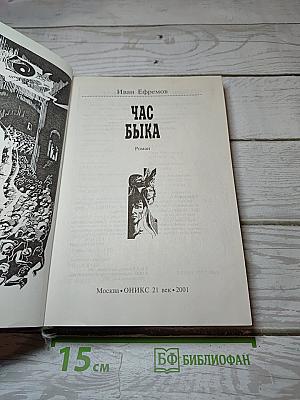 Иван Ефремов
ЧАС
БЫКА
Роман
Москва • ОНИКС 21 век • 2001
15 см
БФ БИБЛИОФАН